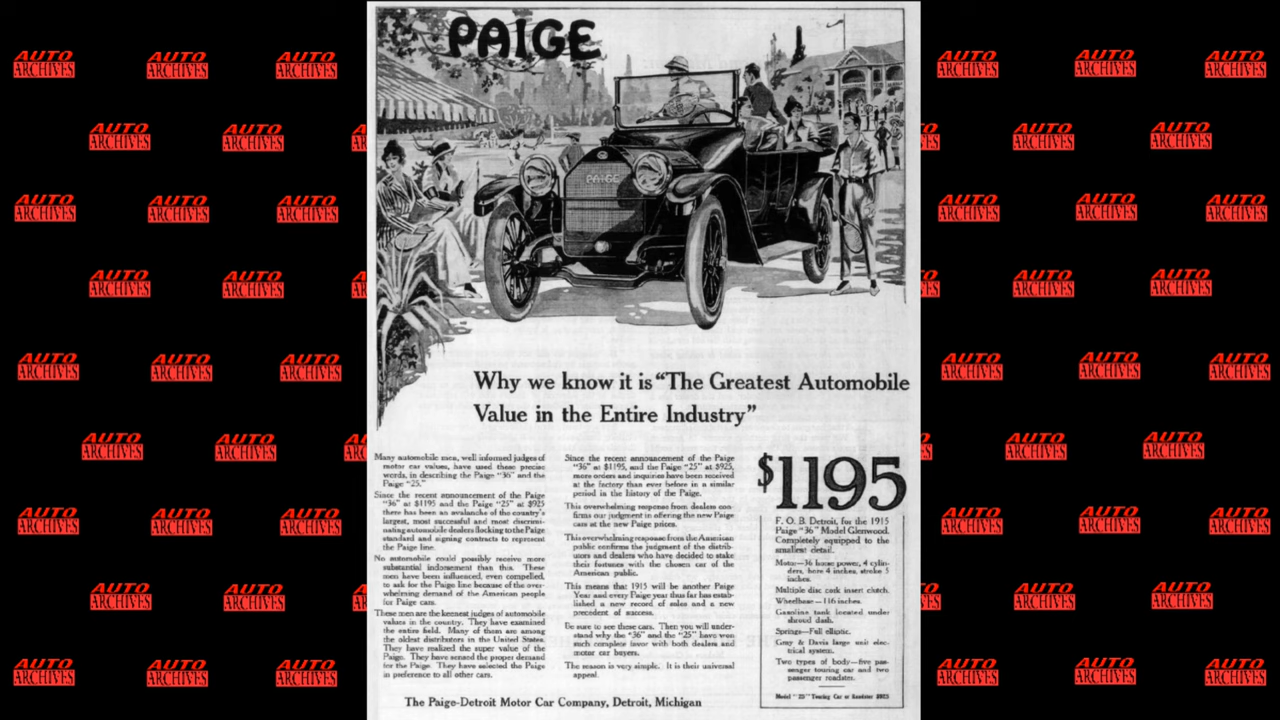 PAIGE
PAIGE
Why we know it is "The Greatest Automobile
Value in the Entire Industry"
Many automobile men, well informed judges of
motor car values, have used these precise
words, in describing the Paige "36" and the
Paige "25."
Since the recent announcement of the Paige
"36" at $1195 and the Paige "25" at $925
there has been an avalanche of the country's
largest, most successful and most discrimi-
nating automobile dealers flocking to the Paige
standard and signing contracts to represent
the Paige line.
No automobile could possibly receive more
substantial indorsement than this. These
men have been influenced, even compelled,
to ask for the Paige line because of the over-
whelming demand of the American people
for Paige cars.
These men are the keenest judges of automobile
values in the country. They have examined
the entire field. Many of them are among
the oldest distributors in the United States.
They have realized the super value of the
Paige. They have sensed the proper demand
for the Paige. They have selected the Paige
in preference to all other cars.
Since the recent announcement of the Paige
"36" at $1195, and the Paige "25" at $925,
more orders and inquiries have been received
at the factory than ever before in a similar
period in the history of the Paige.
This overwhelming response from dealers con-
firms our judgment in offering the new Paige
cars at the new Paige prices.
This overwhelming response from the American
public confirms the judgment of the distrib-
utors and dealers who have decided to stake
their fortunes with the chosen car of the
American public.
This means that 1915 will be another Paige
Year and every Paige year thus far has estab-
lished a new record of sales and a new
precedent of success.
Be sure to see these cars. Then you will under-
stand why the "36" and the "25" have won
such complete favor with both dealers and
motor car buyers.
The reason is very simple. It is their universal
appeal.
$1195
F. O. B. Detroit, for the 1915
Paige "36" Model Glenwood.
Completely equipped to the
smallest detail.
Motor—36 horse power, 4 cylin-
ders, bore 4 inches, stroke 5
inches.
Multiple disc cork insert clutch.
Wheelbase—116 inches.
Gasoline tank located under
shroud dash.
Springs—Full elliptic.
Gray & Davis large unit elec-
trical system.
Two types of body—five pas-
senger touring car and two
passenger roadster.
Model "25" Touring Car or Roadster $925
The Paige-Detroit Motor Car Company, Detroit, Michigan
AUTO
ARCHIVES